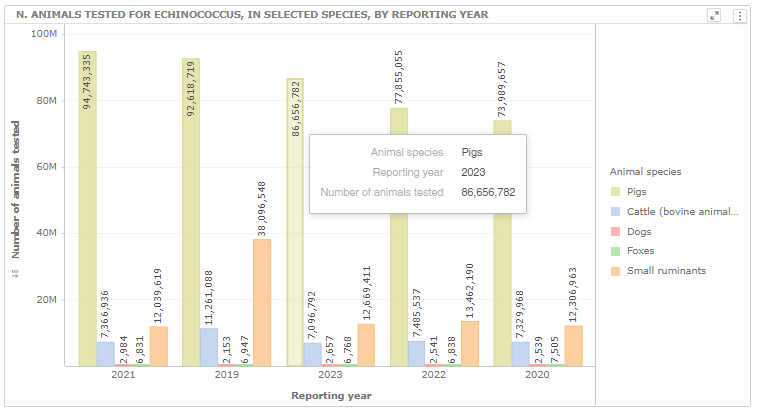 N. ANIMALS TESTED FOR ECHINOCOCCUS, IN SELECTED SPECIES, BY REPORTING YEAR
Number of animals tested
100M
80M
60M
40M
20M
94,743,335
7,366,936
2,984
6,831
12,039,619
92,618,719
11,261,088
2,153
6,947
38,096,548
86,656,782
7,096,792
2,657
6,768
12,669,411
77,855,055
7,485,537
2,541
6,838
13,462,190
73,989,657
7,329,968
2,539
7,505
12,306,963
Animal species Pigs
Reporting year 2023
Number of animals tested 86,656,782
2021 2019 2023 2022 2020
Reporting year
Animal species
Pigs
Cattle (bovine animal...
Dogs
Foxes
Small ruminants